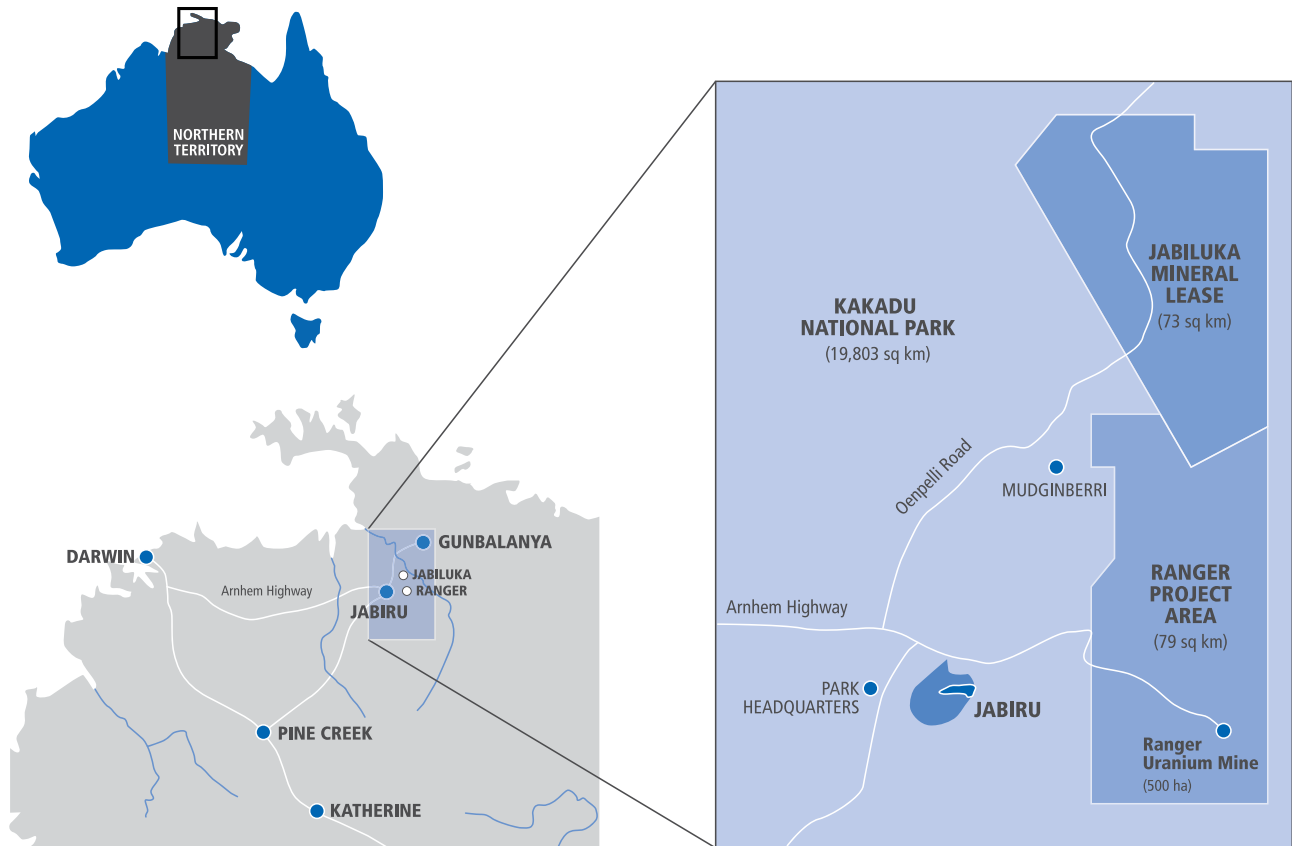 NORTHERN
TERRITORY
DARWIN
Arnhem Highway
GUNBALANYA
JABILUKA
RANGER
JABIRU
PINE CREEK
KATHERINE
KAKADU
NATIONAL PARK
(19,803 sq km)
JABILUKA
MINERAL
LEASE
(73 sq km)
Oenpelli Road
MUDGINBERRI
Arnhem Highway
RANGER
PROJECT
AREA
(79 sq km)
PARK
HEADQUARTERS
JABIRU
Ranger
Uranium Mine
(500 ha)